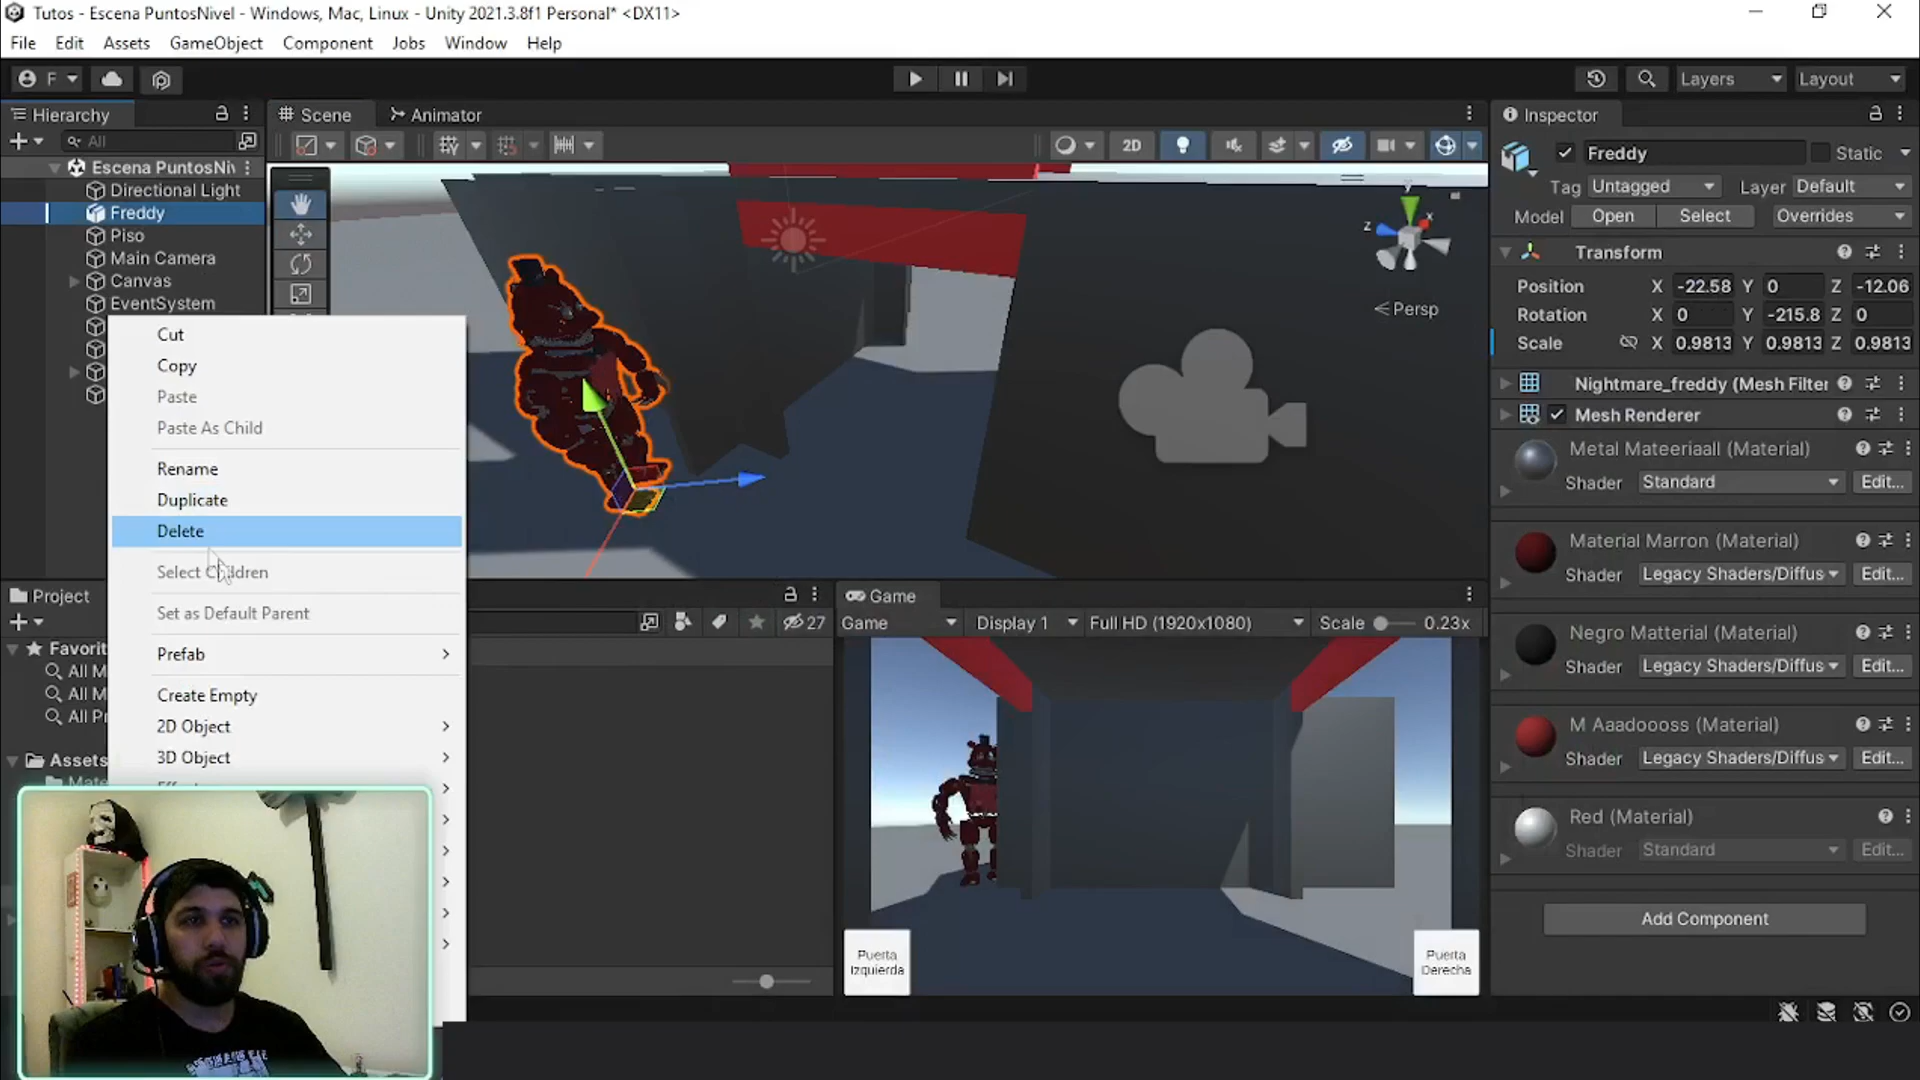 Tutos - Escena PuntosNivel - Windows, Mac, Linux - Unity 2021.3.8f1 Personal* <DX11>
File Edit Assets GameObject Component Jobs Window Help
F
Layers Layout
Hierarchy
All
Escena PuntosNiv
Directional Light
Freddy
Piso
Main Camera
Canvas
EventSystem
Cut
Copy
Paste
Paste As Child
Rename
Duplicate
Delete
Select Children
Set as Default Parent
Prefab
Create Empty
2D Object
3D Object
Project
Favorit
All M
All M
All Pr
Assets
Mate
Scene Animator
2D
y
x
z
Persp
27
Game
Game Display 1 Full HD (1920x1080) Scale 0.23x
Puerta
Izquierda
Puerta
Derecha
Inspector
Freddy Static
Tag Untagged Layer Default
Model Open Select Overrides
Transform
Position X -22.58 Y 0 Z -12.06
Rotation X 0 Y -215.8 Z 0
Scale X 0.9813 Y 0.9813 Z 0.9813
Nightmare_freddy (Mesh Filter
Mesh Renderer
Metal Mateeriaall (Material)
Shader Standard Edit...
Material Marron (Material)
Shader Legacy Shaders/Diffus Edit...
Negro Matterial (Material)
Shader Legacy Shaders/Diffus Edit...
M Aaadoooss (Material)
Shader Legacy Shaders/Diffus Edit...
Red (Material)
Shader Standard Edit...
Add Component